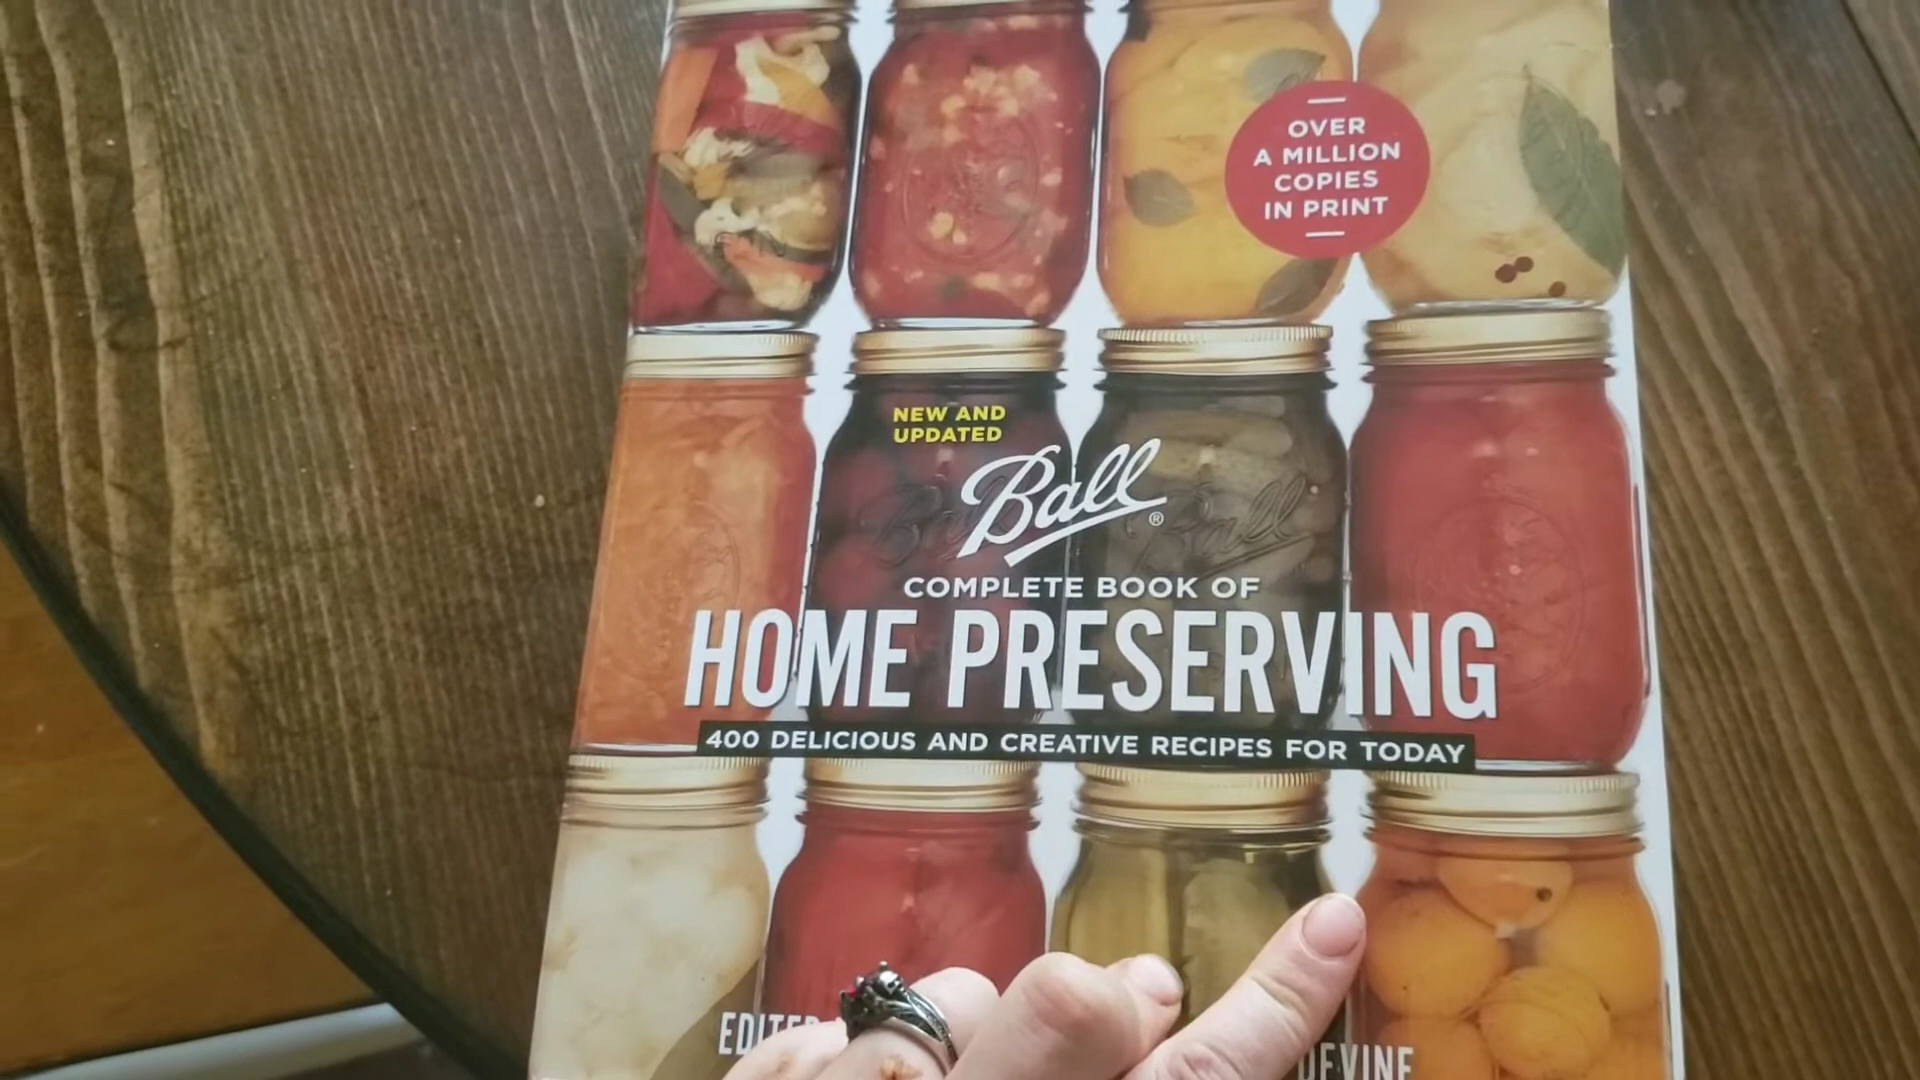 OVER
A MILLION
COPIES
IN PRINT
NEW AND
UPDATED
Ball®
COMPLETE BOOK OF
HOME PRESERVING
400 DELICIOUS AND CREATIVE RECIPES FOR TODAY
DEVINE